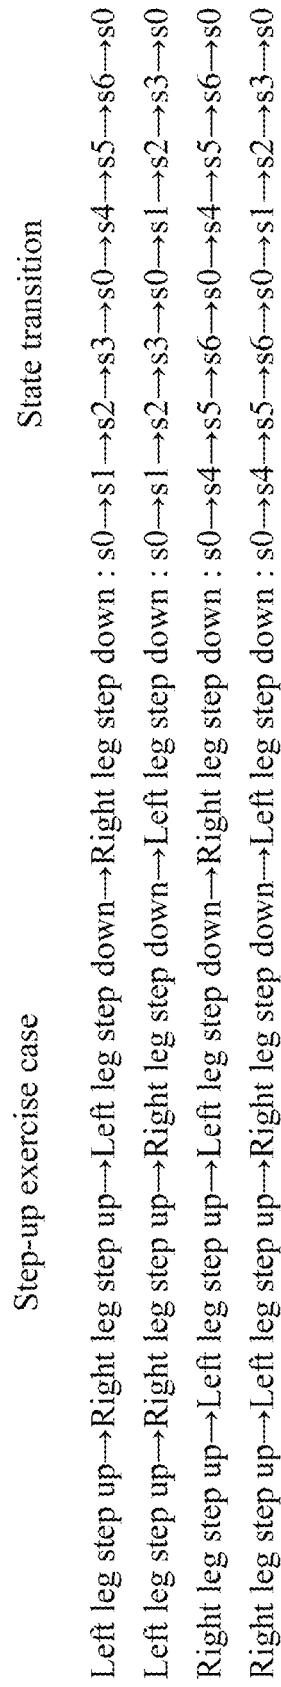 Step-up exercise case State transition
Left leg step up→Right leg step up→Left leg step down→Right leg step down : s0→s1→s2→s3→s0→s4→s5→s6→s0
Left leg step up→Right leg step up→Right leg step down→Left leg step down : s0→s1→s2→s3→s0→s1→s2→s3→s0
Right leg step up→Left leg step up→Left leg step down→Right leg step down : s0→s4→s5→s6→s0→s4→s5→s6→s0
Right leg step up→Left leg step up→Right leg step down→Left leg step down : s0→s4→s5→s6→s0→s1→s2→s3→s0